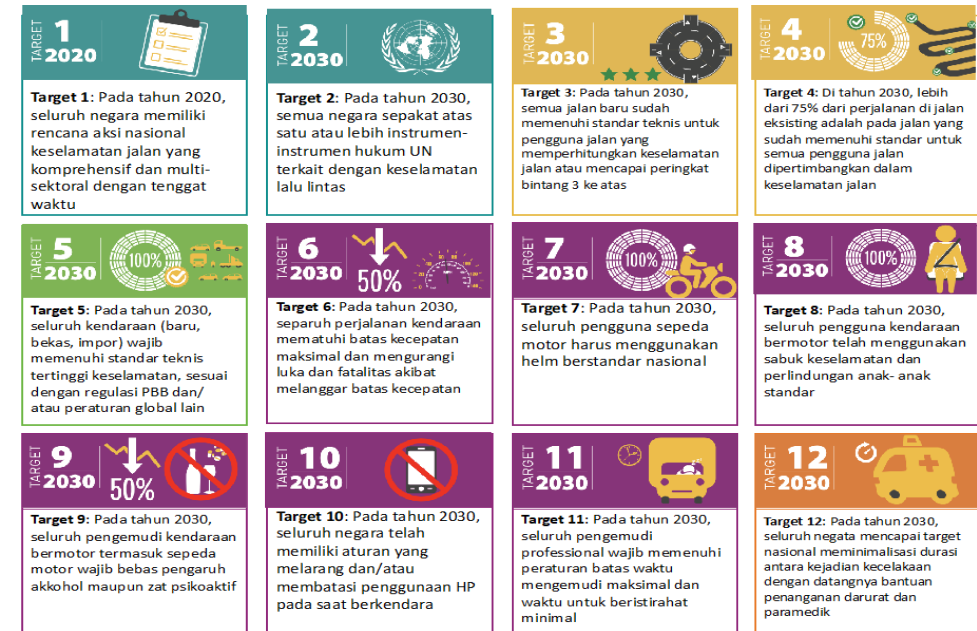 TARGET 1 2020
Target 1: Pada tahun 2020,
seluruh negara memiliki
rencana aksi nasional
keselamatan jalan yang
komprehensif dan multi-
sektoral dengan tenggat
waktu
TARGET 2 2030
Target 2: Pada tahun 2030,
semua negara sepakat atas
satu atau lebih instrumen-
instrumen hukum UN
terkait dengan keselamatan
lalu lintas
TARGET 3 2030
Target 3: Pada tahun 2030,
semua jalan baru sudah
memenuhi standar teknis untuk
pengguna jalan yang
memperhitungkan keselamatan
jalan atau mencapai peringkat
bintang 3 ke atas
TARGET 4 2030
75%
Target 4: Di tahun 2030, lebih
dari 75% dari perjalanan di jalan
eksisting adalah pada jalan yang
sudah memenuhi standar untuk
semua pengguna jalan
dipertimbangkan dalam
keselamatan jalan
TARGET 5 2030
100%
Target 5: Pada tahun 2030,
seluruh kendaraan (baru,
bekas, impor) wajib
memenuhi standar teknis
tertinggi keselamatan, sesuai
dengan regulasi PBB dan/
atau peraturan global lain
TARGET 6 2030
50%
Target 6: Pada tahun 2030,
separuh perjalanan kendaraan
mematuhi batas kecepatan
maksimal dan mengurangi
luka dan fatalitas akibat
melanggar batas kecepatan
TARGET 7 2030
100%
Target 7: Pada tahun 2030,
seluruh pengguna sepeda
motor harus menggunakan
helm berstandar nasional
TARGET 8 2030
100%
Target 8: Pada tahun 2030,
seluruh pengguna kendaraan
bermotor telah menggunakan
sabuk keselamatan dan
perlindungan anak- anak
standar
TARGET 9 2030
50%
Target 9: Pada tahun 2030,
seluruh pengemudi kendaraan
bermotor termasuk sepeda
motor wajib bebas pengaruh
akkohol maupun zat psikoaktif
TARGET 10 2030
Target 10: Pada tahun 2030,
seluruh negara telah
memiliki aturan yang
melarang dan/atau
membatasi penggunaan HP
pada saat berkendara
TARGET 11 2030
Target 11: Pada tahun 2030,
seluruh pengemudi
professional wajib memenuhi
peraturan batas waktu
mengemudi maksimal dan
waktu untuk beristirahat
minimal
TARGET 12 2030
Target 12: Pada tahun 2030,
seluruh negata mencapai target
nasional meminimalisasi durasi
antara kejadian kecelakaan
dengan datangnya bantuan
penanganan darurat dan
paramedik